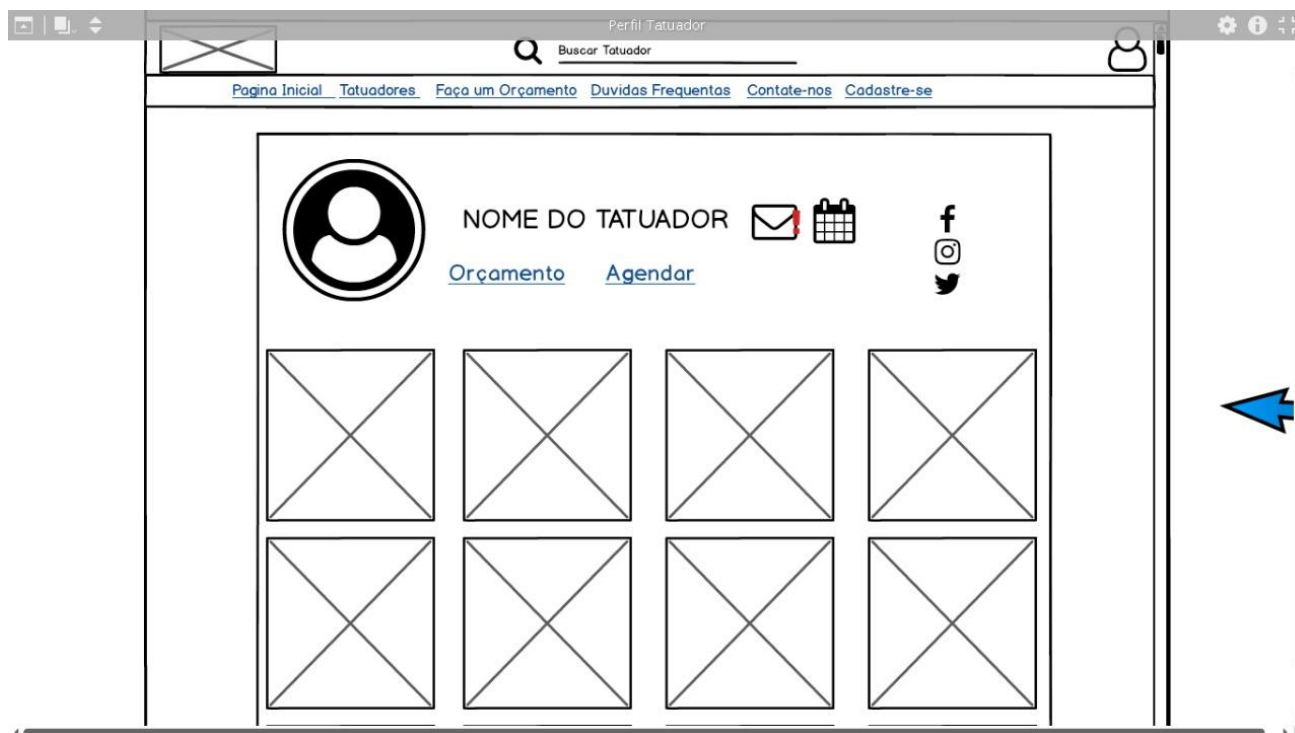 Perfil Tatuador
Buscar Tatuador
Pagina Inicial Tatuadores Faça um Orçamento Duvidas Frequentas Contate-nos Cadastre-se
NOME DO TATUADOR
Orçamento Agendar